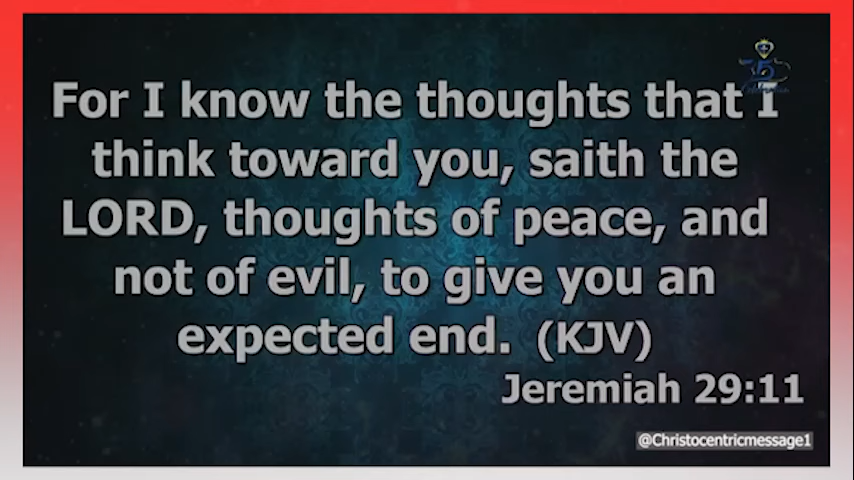 For I know the thoughts that I
think toward you, saith the
LORD, thoughts of peace, and
not of evil, to give you an
expected end. (KJV)
Jeremiah 29:11
@Christocentricmessage1